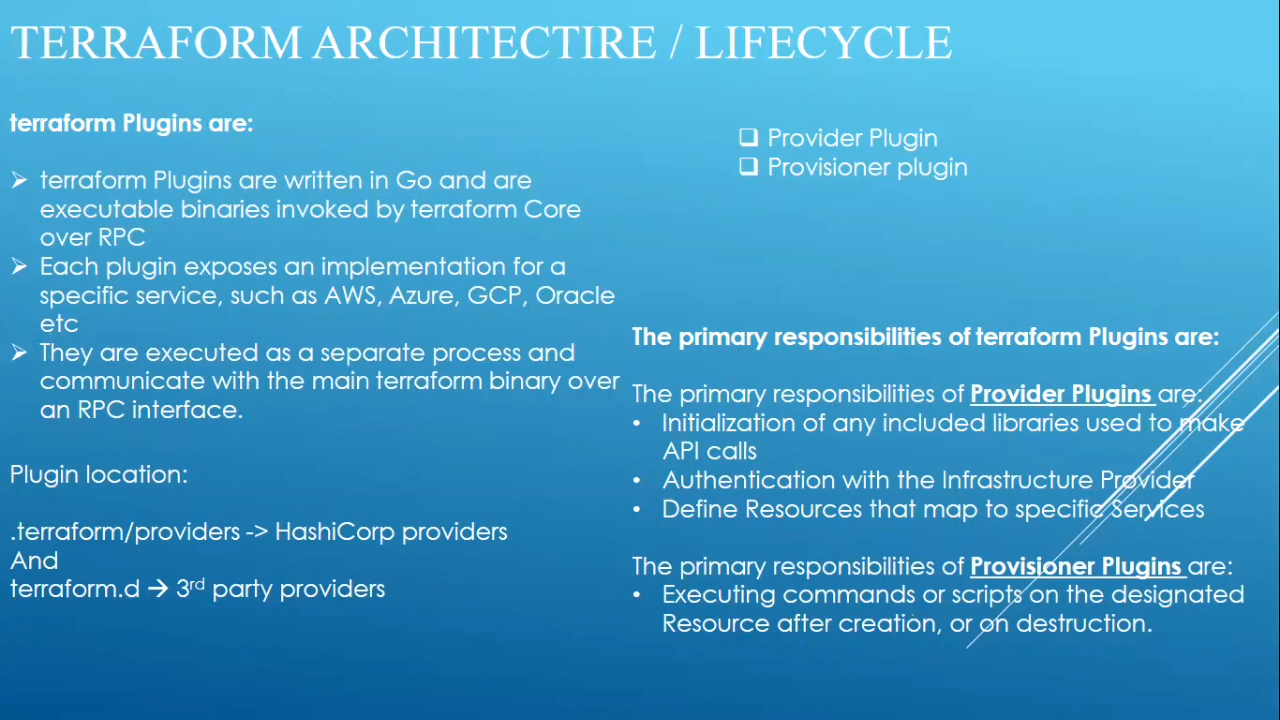 TERRAFORM ARCHITECTIRE / LIFECYCLE
terraform Plugins are:
➢ terraform Plugins are written in Go and are
executable binaries invoked by terraform Core
over RPC
➢ Each plugin exposes an implementation for a
specific service, such as AWS, Azure, GCP, Oracle
etc
➢ They are executed as a separate process and
communicate with the main terraform binary over
an RPC interface.
Plugin location:
.terraform/providers -> HashiCorp providers
And
terraform.d → 3rd party providers
❑ Provider Plugin
❑ Provisioner plugin
The primary responsibilities of terraform Plugins are:
The primary responsibilities of Provider Plugins are:
• Initialization of any included libraries used to make
API calls
• Authentication with the Infrastructure Provider
• Define Resources that map to specific Services
The primary responsibilities of Provisioner Plugins are:
• Executing commands or scripts on the designated
Resource after creation, or on destruction.